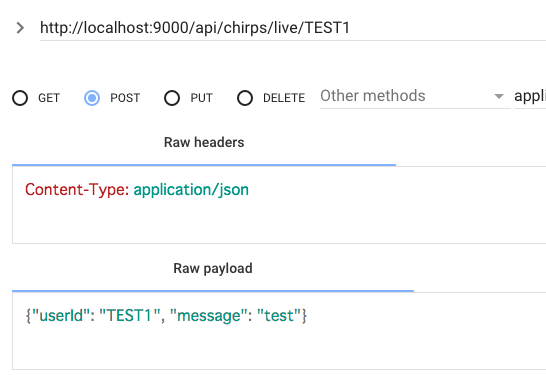 http://localhost:9000/api/chirps/live/TEST1
GET POST PUT DELETE Other methods appli
Raw headers
Content-Type: application/json
Raw payload
{"userId": "TEST1", "message": "test"}